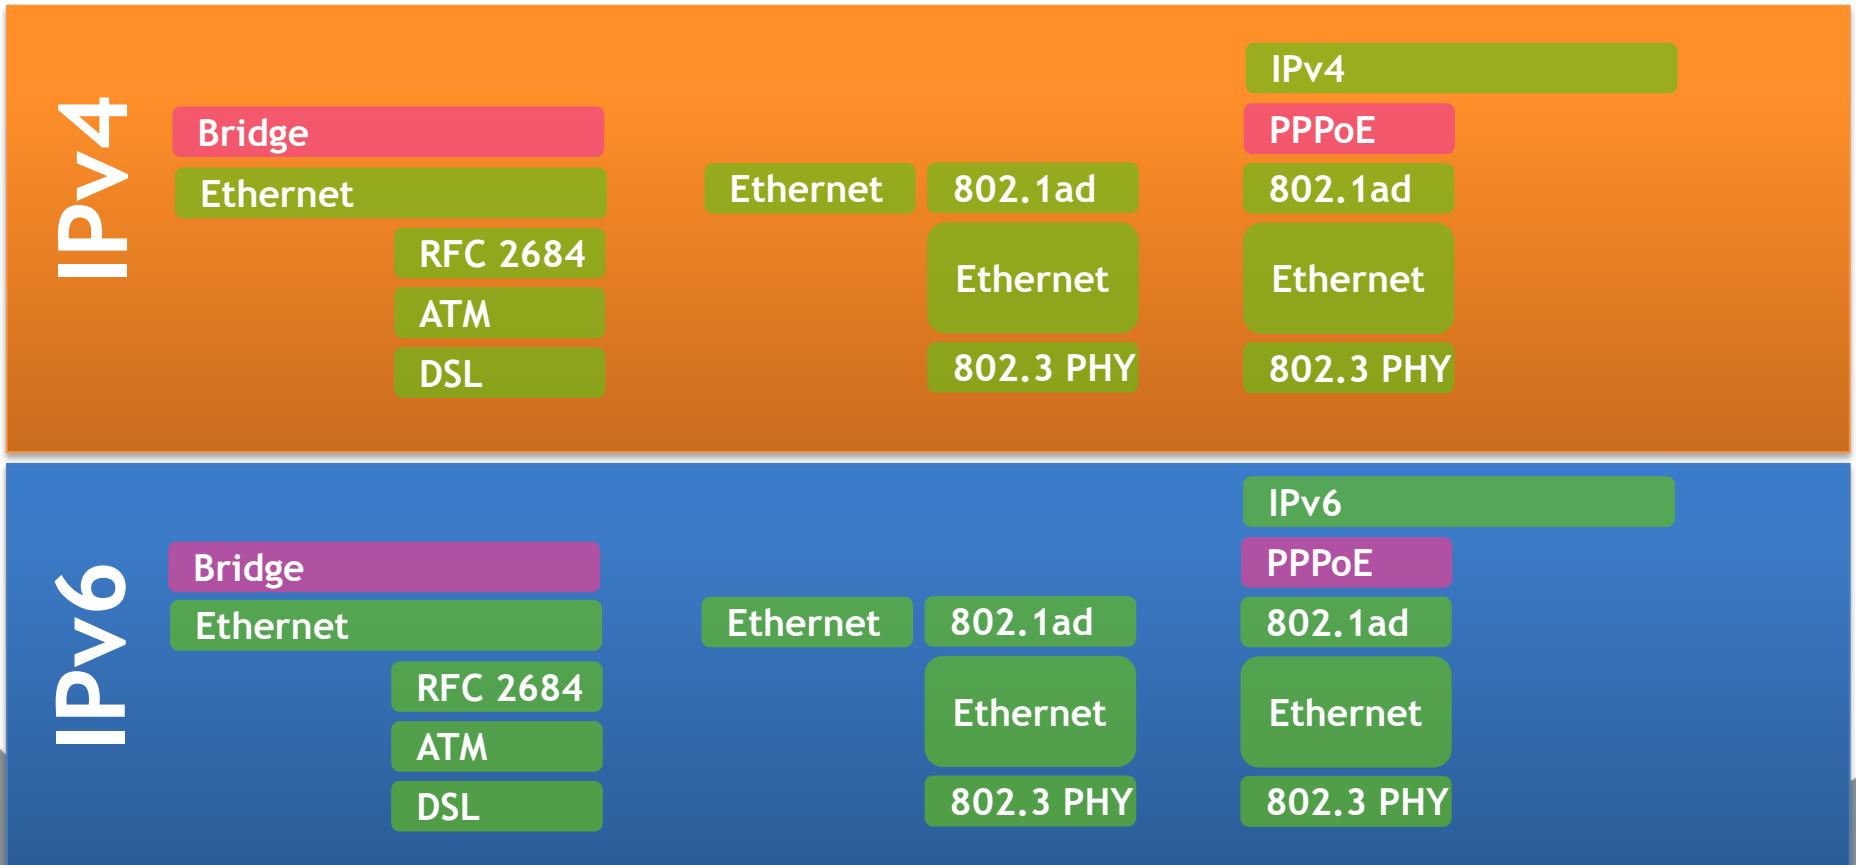 IPv4
Bridge
Ethernet
RFC 2684
ATM
DSL
Ethernet
802.1ad
Ethernet
802.3 PHY
IPv4
PPPoE
802.1ad
Ethernet
802.3 PHY
IPv6
Bridge
Ethernet
RFC 2684
ATM
DSL
Ethernet
802.1ad
Ethernet
802.3 PHY
IPv6
PPPoE
802.1ad
Ethernet
802.3 PHY